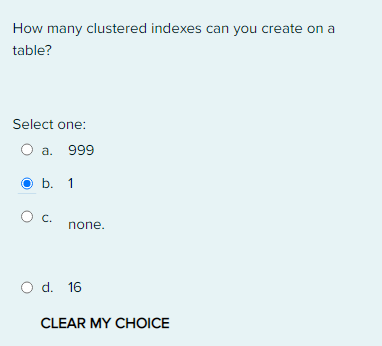 How many clustered indexes can you create on a
table?
Select one:
a. 999
b. 1
c. none.
d. 16
CLEAR MY CHOICE